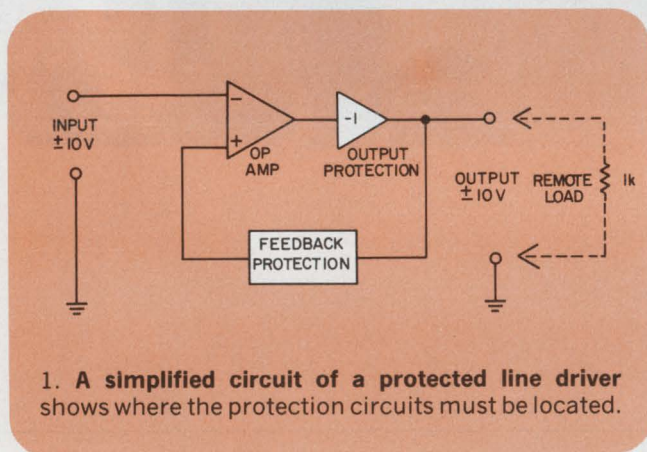 INPUT
±10V
−
+
OP
AMP
-1
OUTPUT
PROTECTION
FEEDBACK
PROTECTION
OUTPUT
±10V
REMOTE
LOAD
1k
1. A simplified circuit of a protected line driver
shows where the protection circuits must be located.